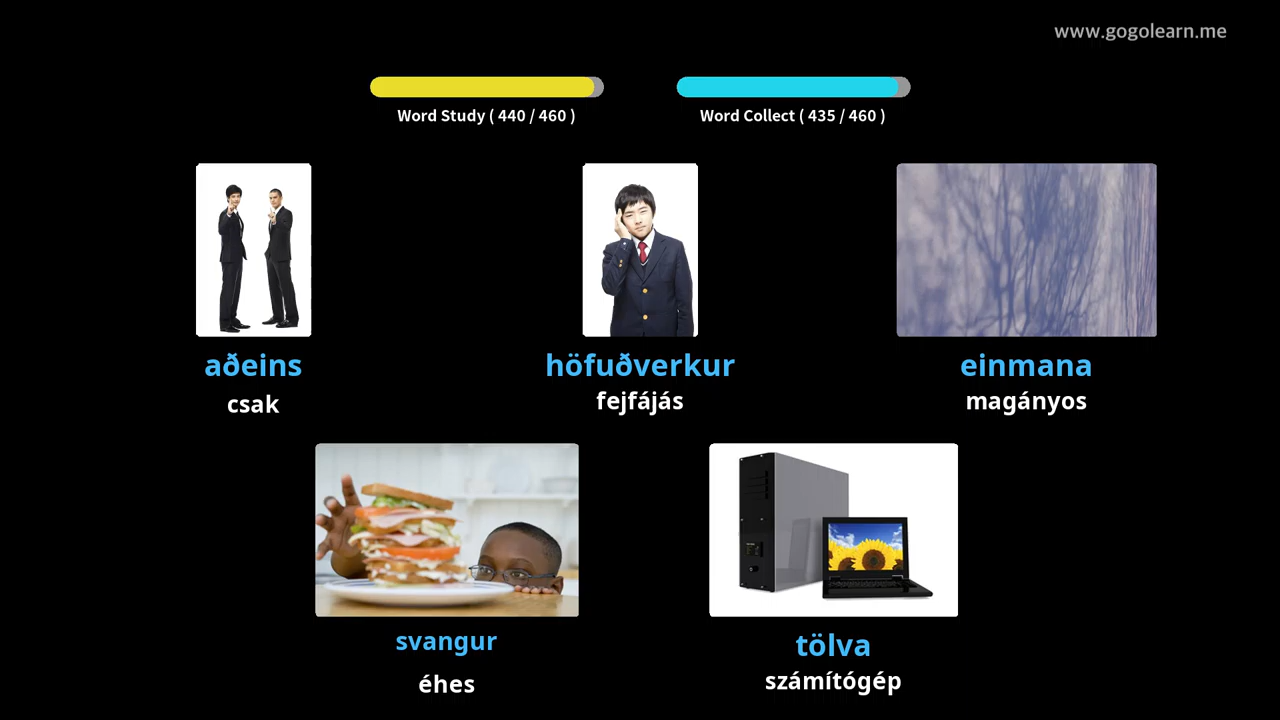 www.gogolearn.me
Word Study ( 440 / 460 )
Word Collect ( 435 / 460 )
aðeins
csak
höfuðverkur
fejfájás
einmana
magányos
svangur
éhes
tölva
számítógép